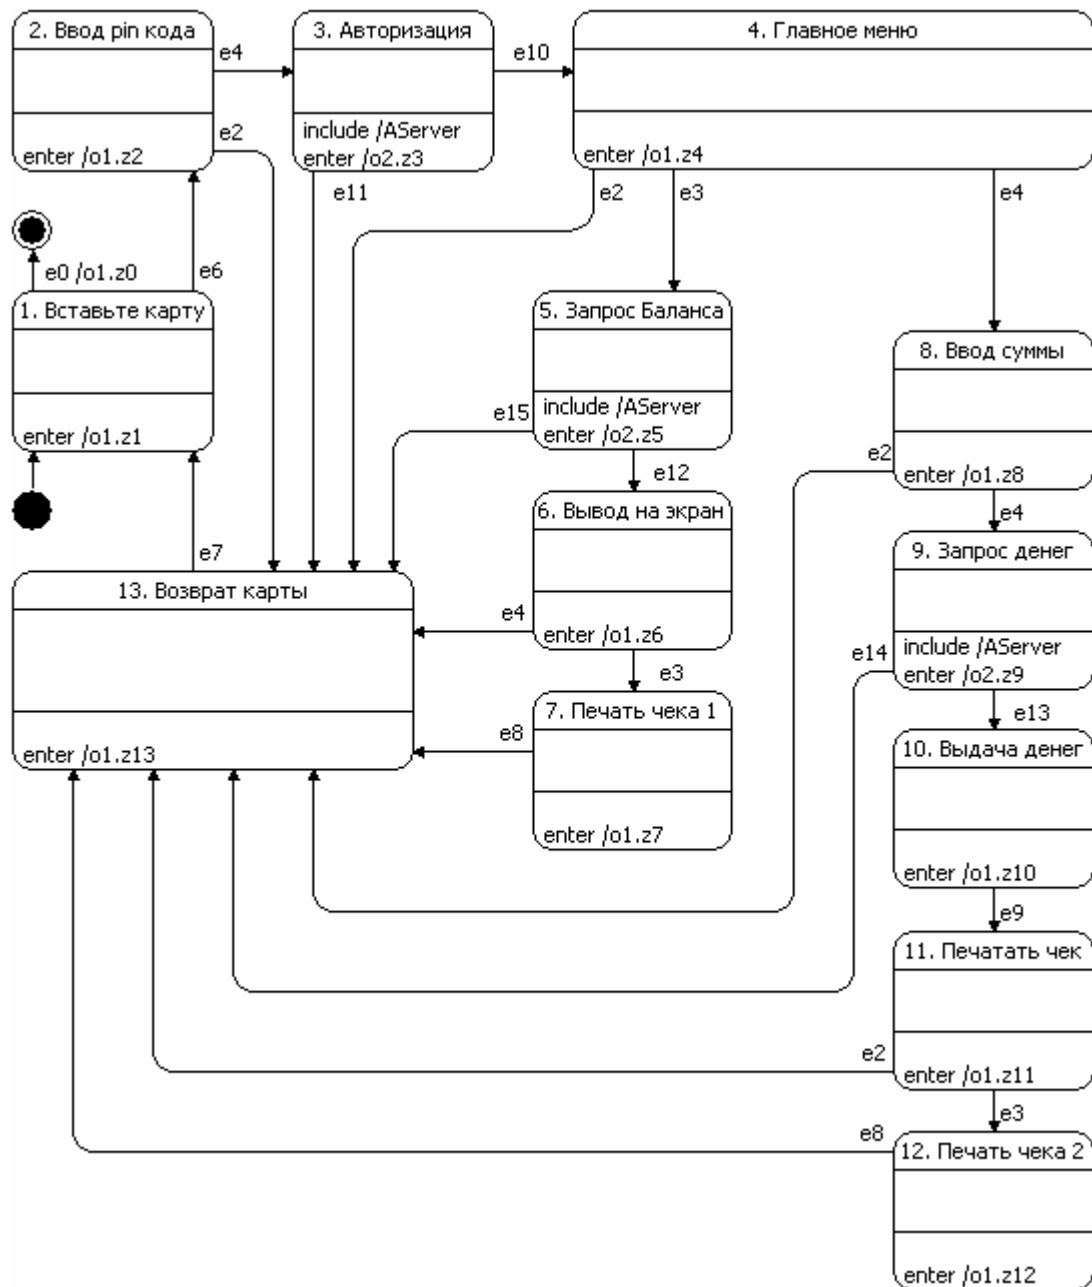 2. Ввод pin кода
enter /o1.z2
e4
e2
3. Авторизация
include /AServer
enter /o2.z3
e10
e11
4. Главное меню
enter /o1.z4
e2
e3
e4
e0 /o1.z0
e6
1. Вставьте карту
enter /o1.z1
e7
5. Запрос Баланса
include /AServer
enter /o2.z5
e15
e12
8. Ввод суммы
enter /o1.z8
e2
e4
6. Вывод на экран
enter /o1.z6
e4
e3
9. Запрос денег
include /AServer
enter /o2.z9
e14
e13
13. Возврат карты
enter /o1.z13
7. Печать чека 1
enter /o1.z7
e8
10. Выдача денег
enter /o1.z10
e9
11. Печатать чек
enter /o1.z11
e2
e3
12. Печать чека 2
enter /o1.z12
e8